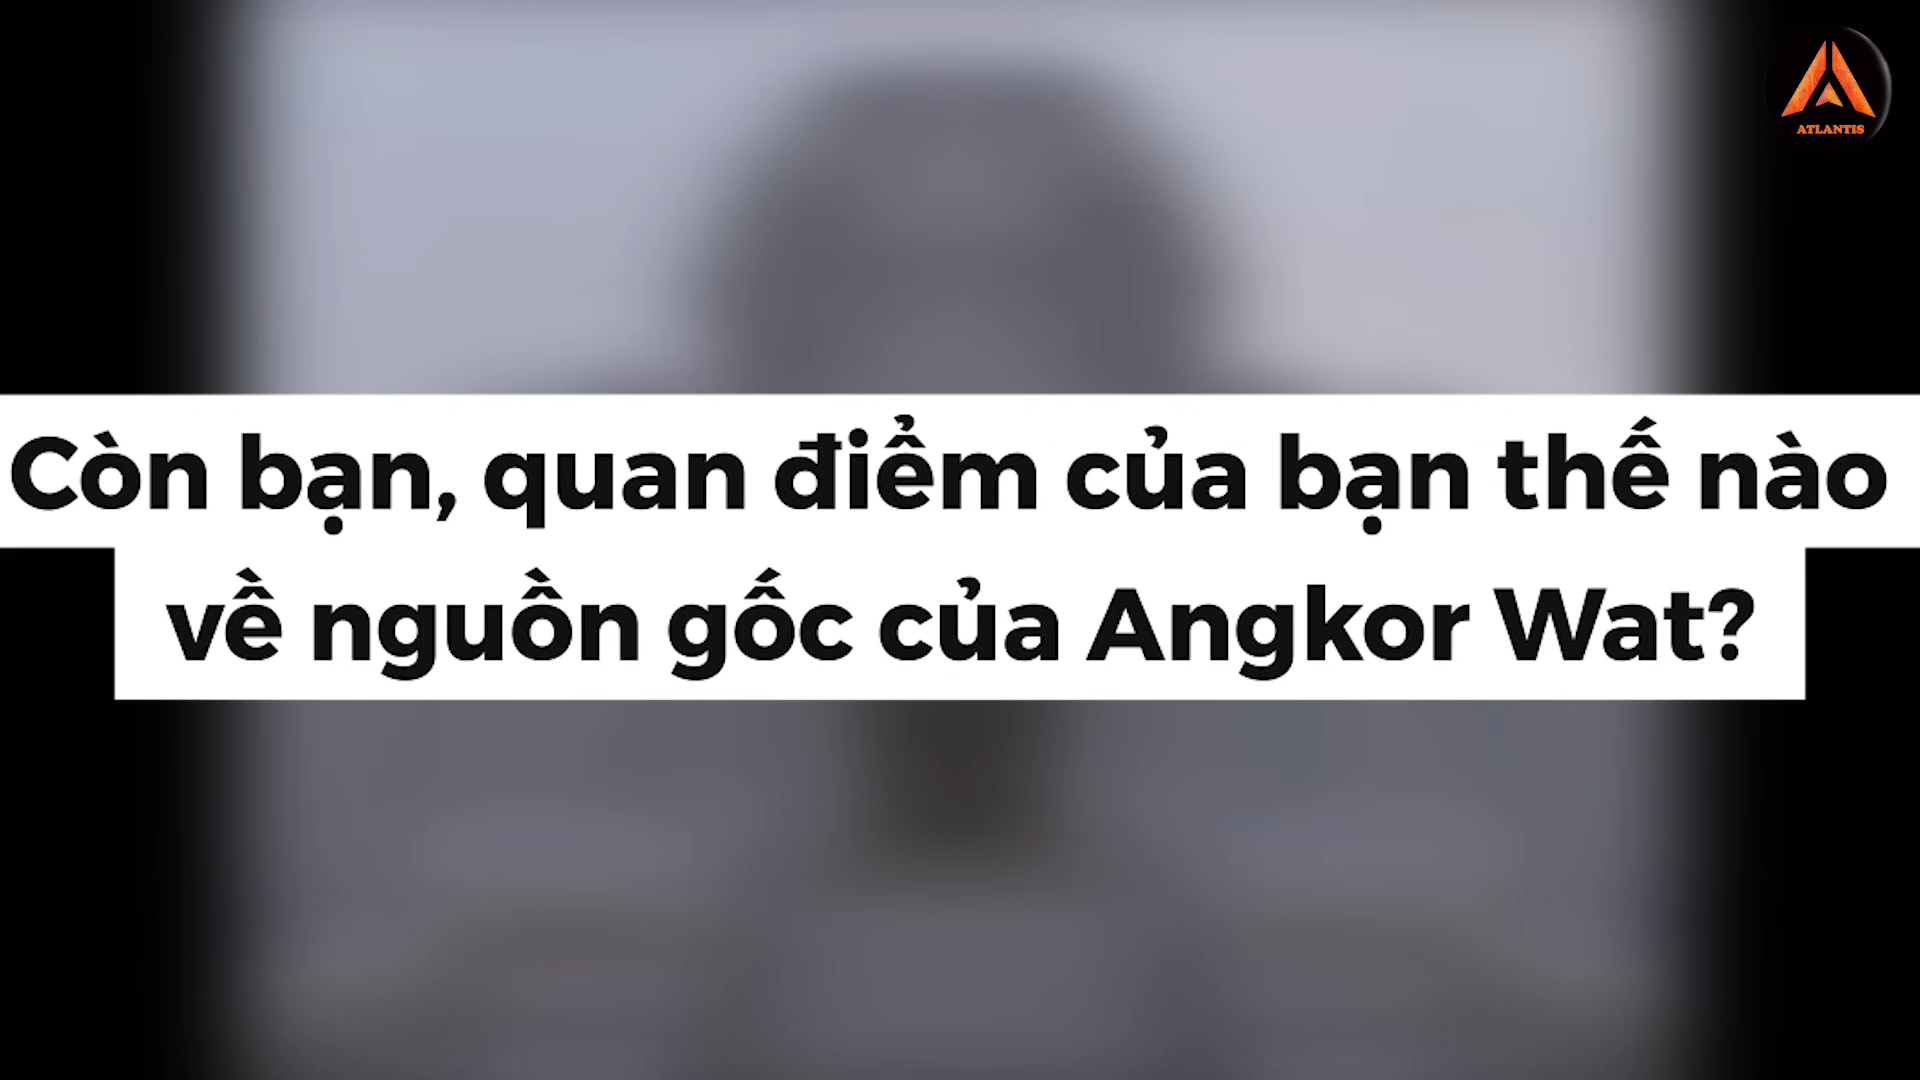 ATLANTIS
Còn bạn, quan điểm của bạn thế nào
về nguồn gốc của Angkor Wat?